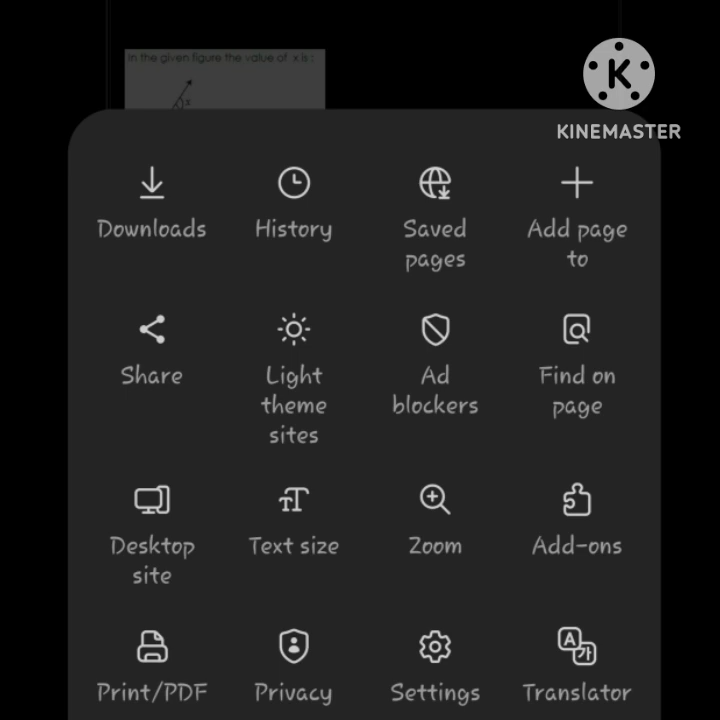 In the given figure the value of x is :
x
K
KINEMASTER
Downloads
History
Saved
pages
Add page
to
Share
Light
theme
sites
Ad
blockers
Find on
page
Desktop
site
Text size
Zoom
Add-ons
Print/PDF
Privacy
Settings
Translator